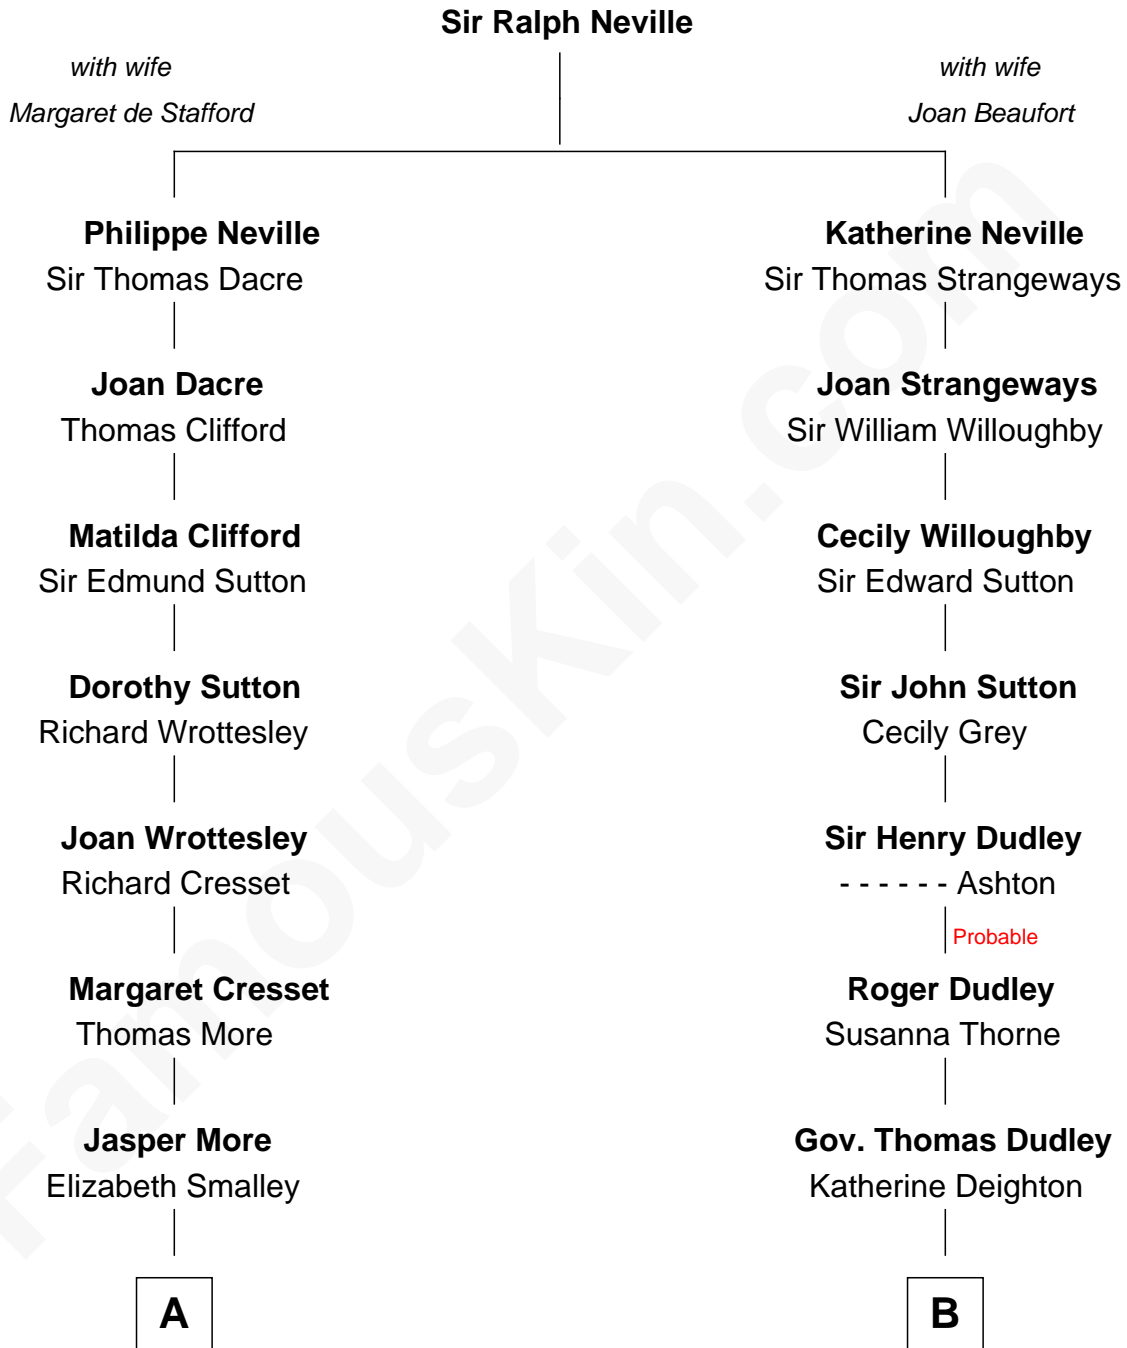 Sir Ralph Neville
with wife
Margaret de Stafford
with wife
Joan Beaufort
Philippe Neville
Sir Thomas Dacre
Katherine Neville
Sir Thomas Strangeways
Joan Dacre
Thomas Clifford
Joan Strangeways
Sir William Willoughby
Matilda Clifford
Sir Edmund Sutton
Cecily Willoughby
Sir Edward Sutton
Dorothy Sutton
Richard Wrottesley
Sir John Sutton
Cecily Grey
Joan Wrottesley
Richard Cresset
Sir Henry Dudley
- - - - - - Ashton
Probable
Margaret Cresset
Thomas More
Roger Dudley
Susanna Thorne
Jasper More
Elizabeth Smalley
Gov. Thomas Dudley
Katherine Deighton
A
B
FamousKin.com